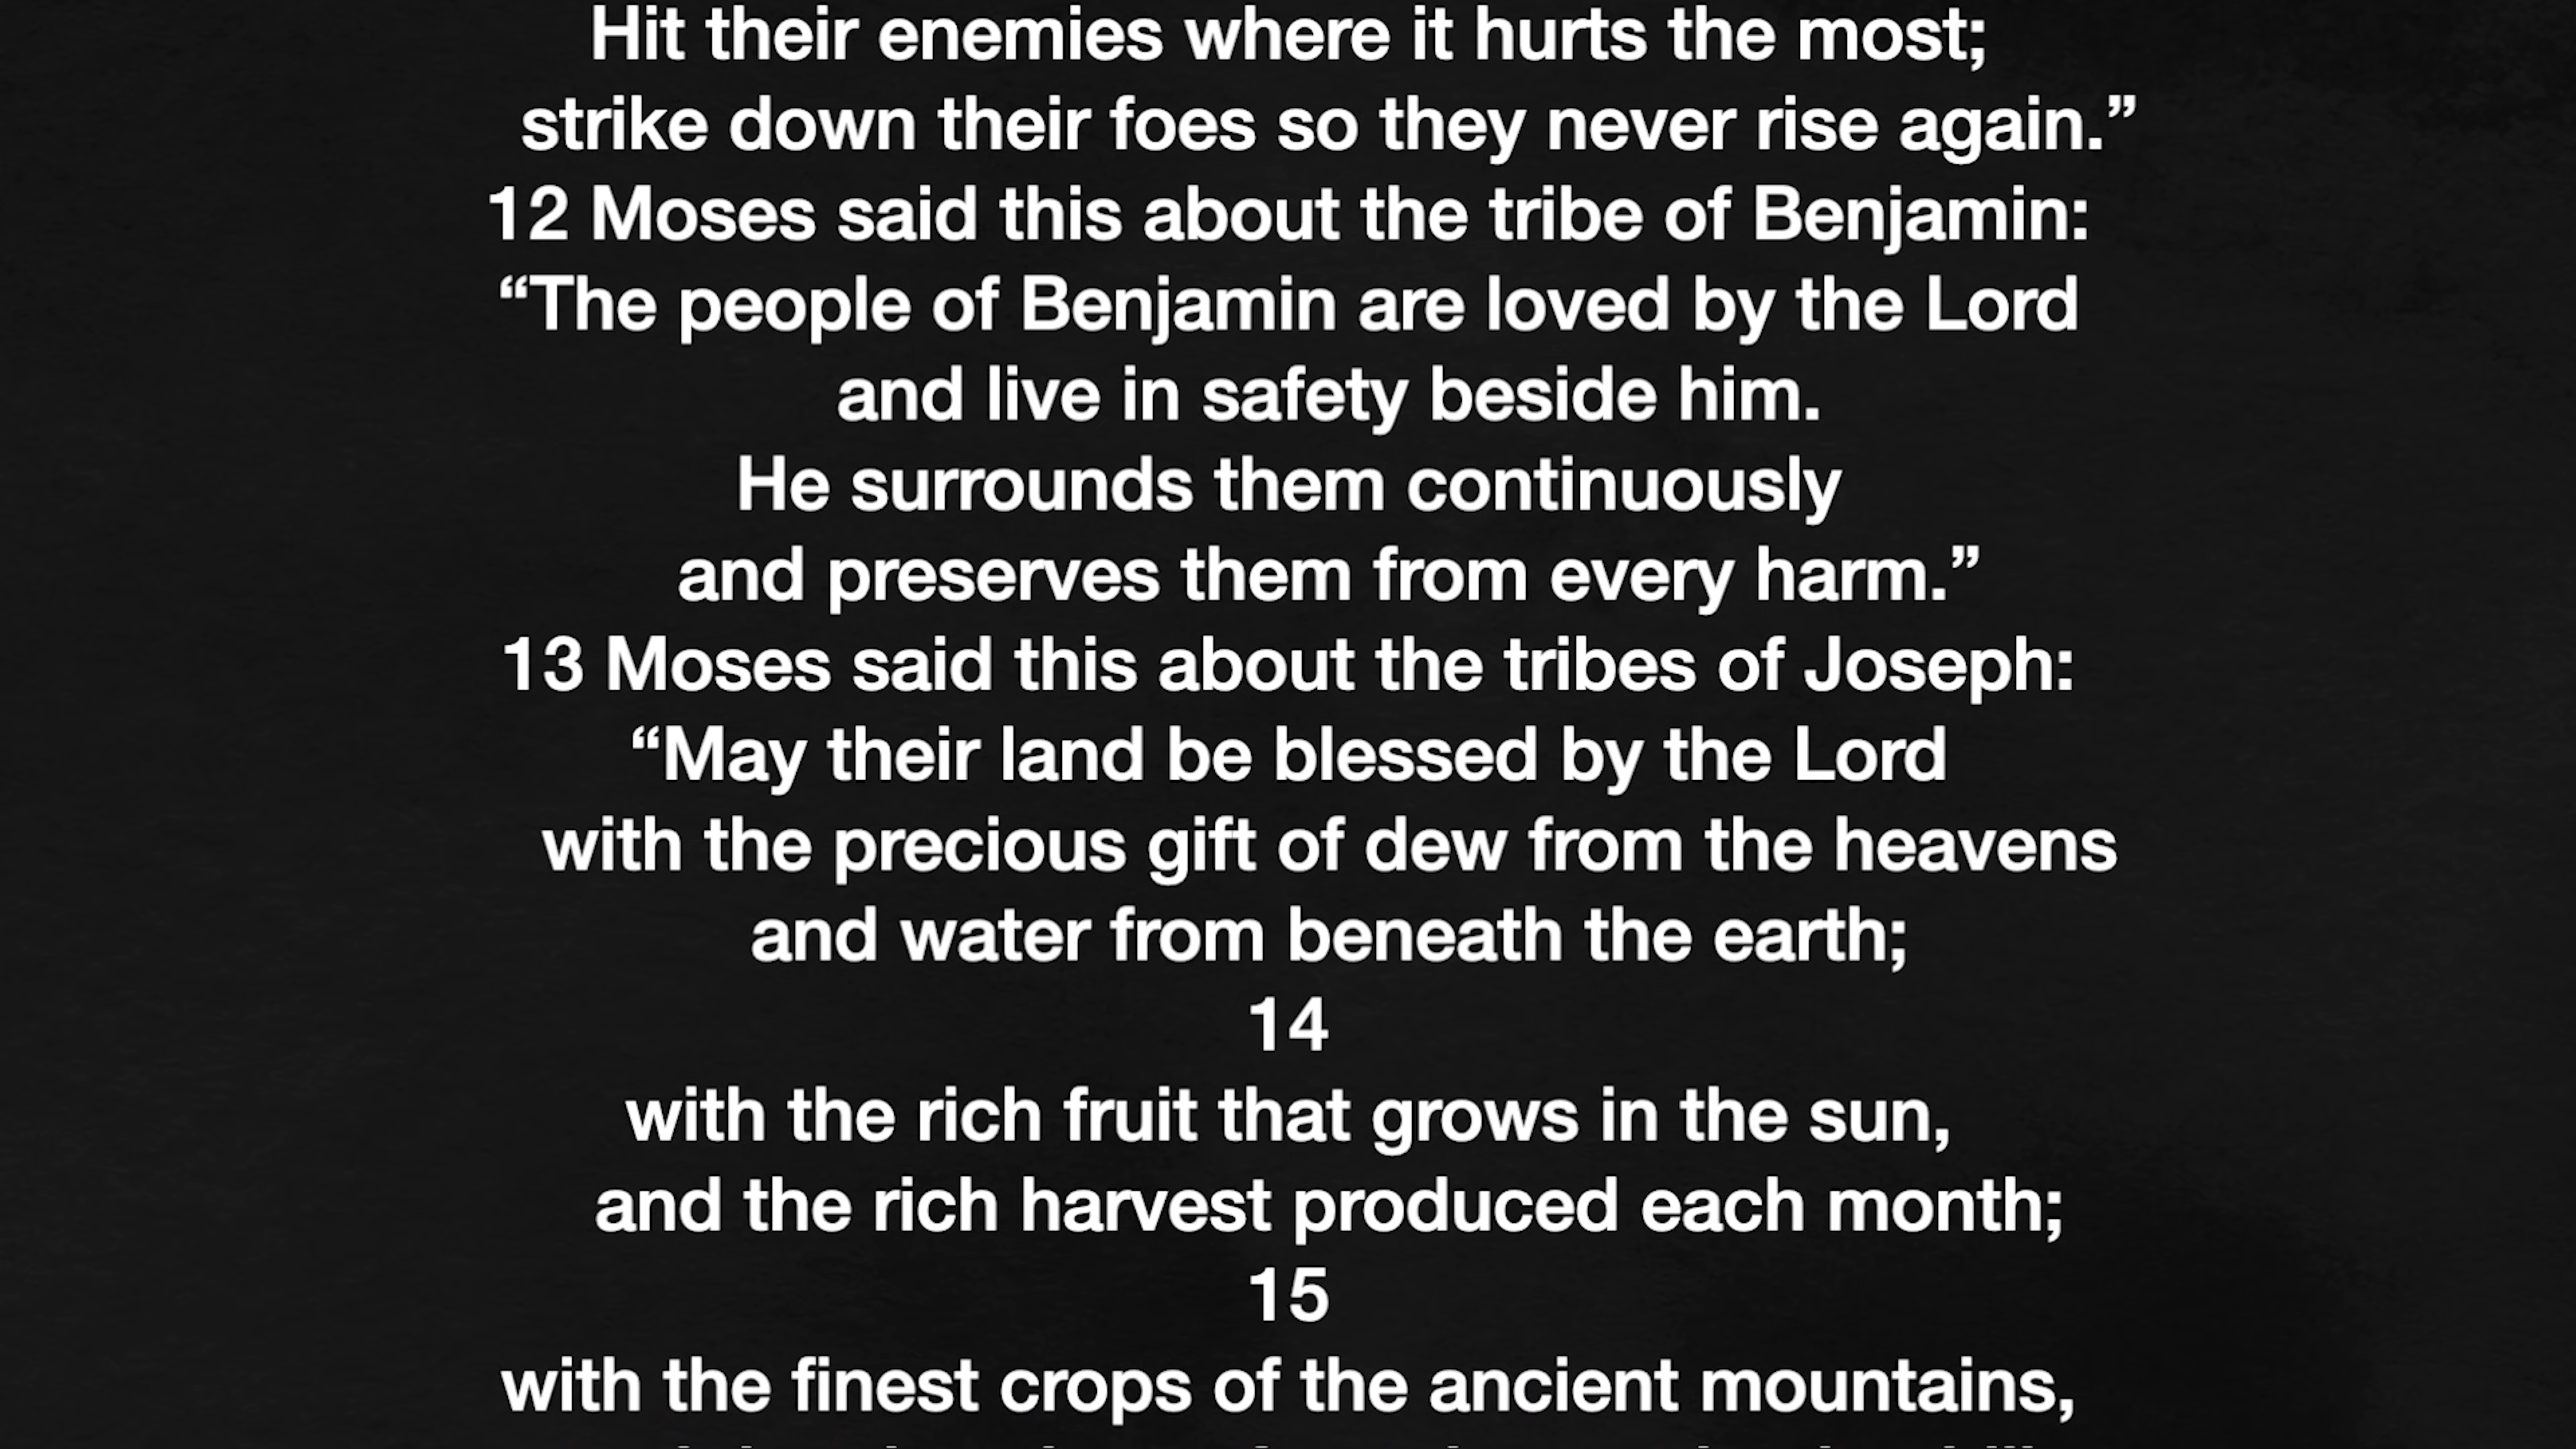 Hit their enemies where it hurts the most;
strike down their foes so they never rise again.”
12 Moses said this about the tribe of Benjamin:
“The people of Benjamin are loved by the Lord
and live in safety beside him.
He surrounds them continuously
and preserves them from every harm.”
13 Moses said this about the tribes of Joseph:
“May their land be blessed by the Lord
with the precious gift of dew from the heavens
and water from beneath the earth;
14
with the rich fruit that grows in the sun,
and the rich harvest produced each month;
15
with the finest crops of the ancient mountains,